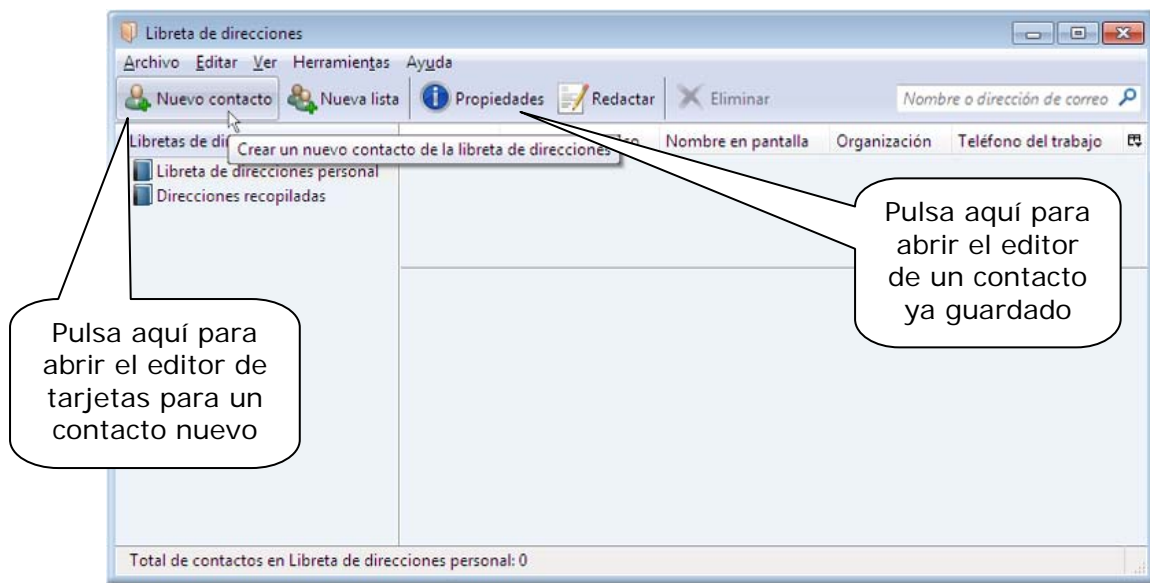 Libreta de direcciones
Archivo Editar Ver Herramientas Ayuda
Nuevo contacto Nueva lista Propiedades Redactar Eliminar Nombre o dirección de correo
Libretas de Nombre en pantalla Organización Teléfono del trabajo
Crear un nuevo contacto de la libreta de direcciones
Libreta de direcciones personal
Direcciones recopiladas
Pulsa aquí para
abrir el editor
de un contacto
ya guardado
Pulsa aquí para
abrir el editor de
tarjetas para un
contacto nuevo
Total de contactos en Libreta de direcciones personal: 0